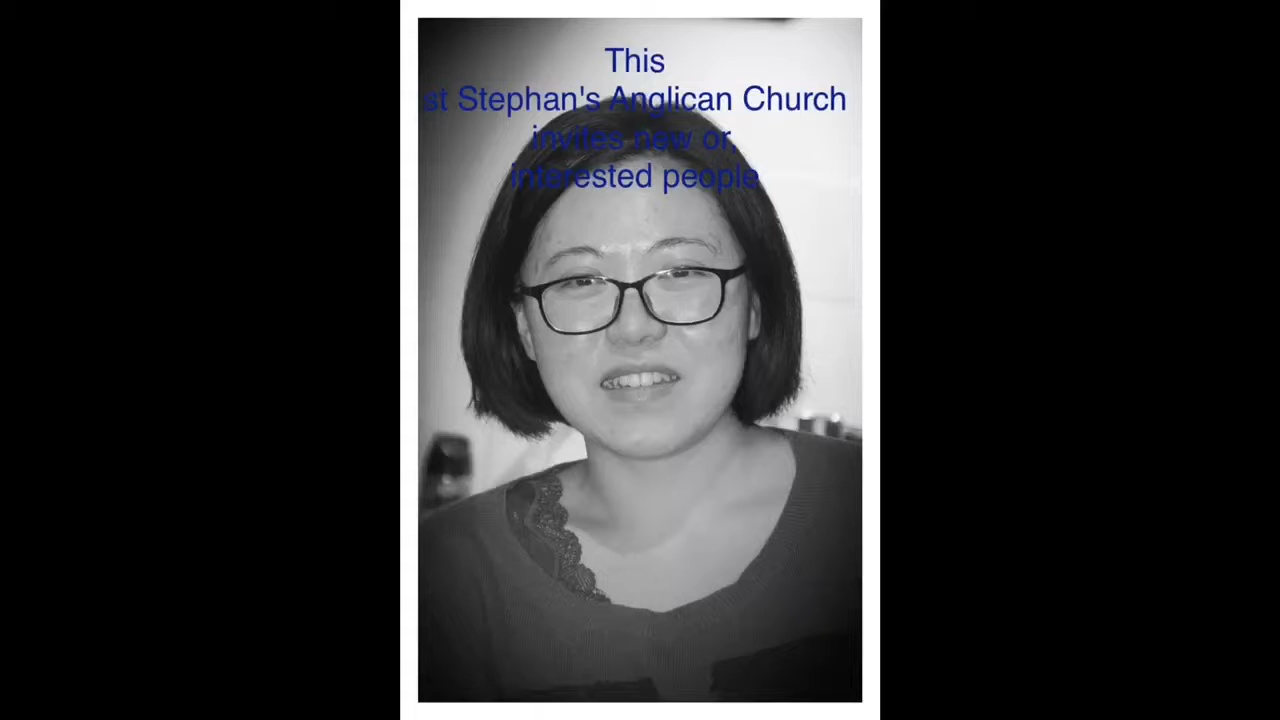 This
st Stephan's Anglican Church
invites new or,
interested people